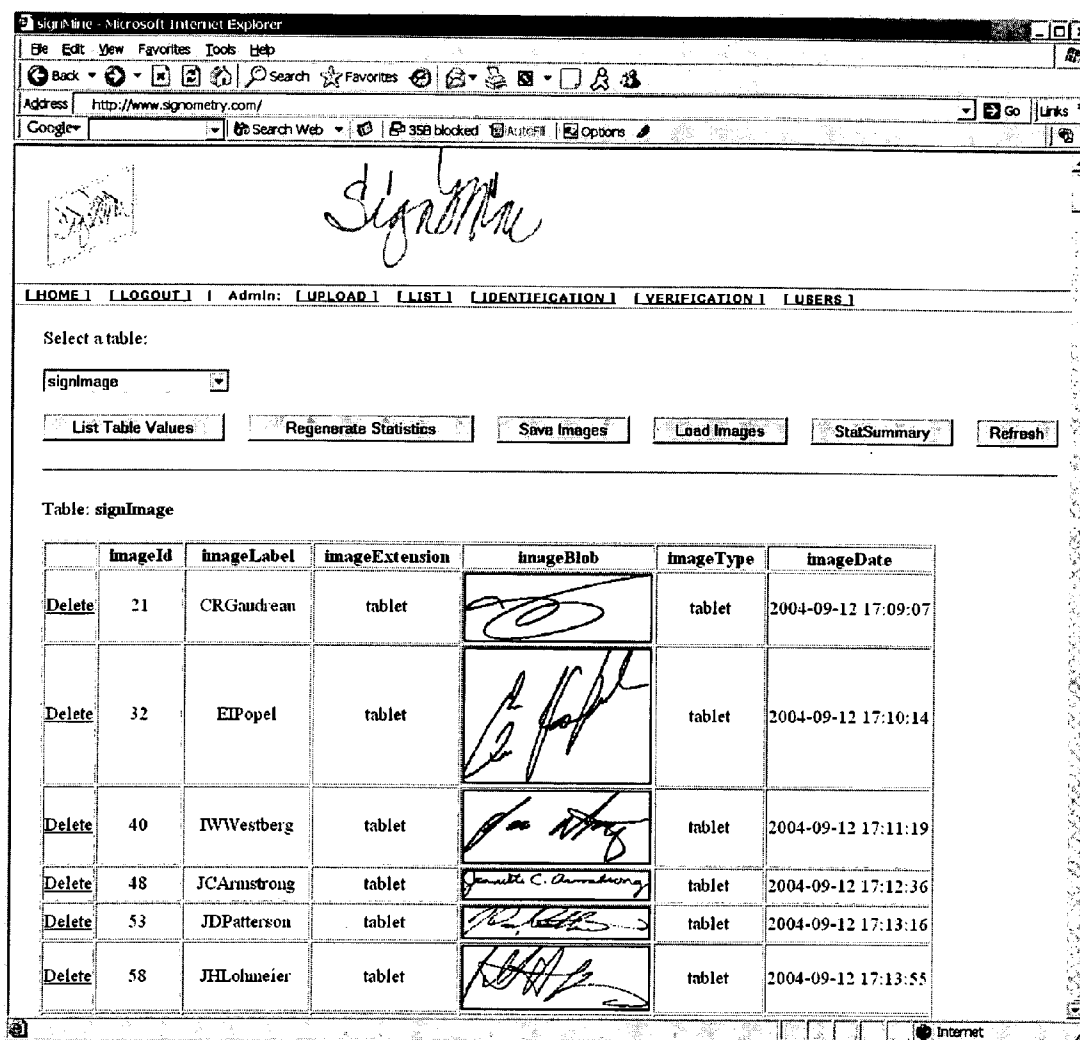 signMine - Microsoft Internet Explorer
File Edit View Favorites Tools Help
Back Search Favorites
Address http://www.signometry.com/ Go Links
Google Search Web 358 blocked AutoFill Options
SignMine
SignMine
[ HOME ] [ LOGOUT ] | Admin: [ UPLOAD ] [ LIST ] [ IDENTIFICATION ] [ VERIFICATION ] [ USERS ]
Select a table:
signImage
List Table Values Regenerate Statistics Save Images Load Images StatSummary Refresh
Table: signImage
imageId imageLabel imageExtension imageBlob imageType imageDate
Delete 21 CRGaudreau tablet tablet 2004-09-12 17:09:07
Delete 32 EIPopel tablet tablet 2004-09-12 17:10:14
Delete 40 IWWestberg tablet tablet 2004-09-12 17:11:19
Delete 48 JCArmstrong tablet Jeanette C. Armstrong tablet 2004-09-12 17:12:36
Delete 53 JDPatterson tablet tablet 2004-09-12 17:13:16
Delete 58 JHLohmeier tablet tablet 2004-09-12 17:13:55
Internet